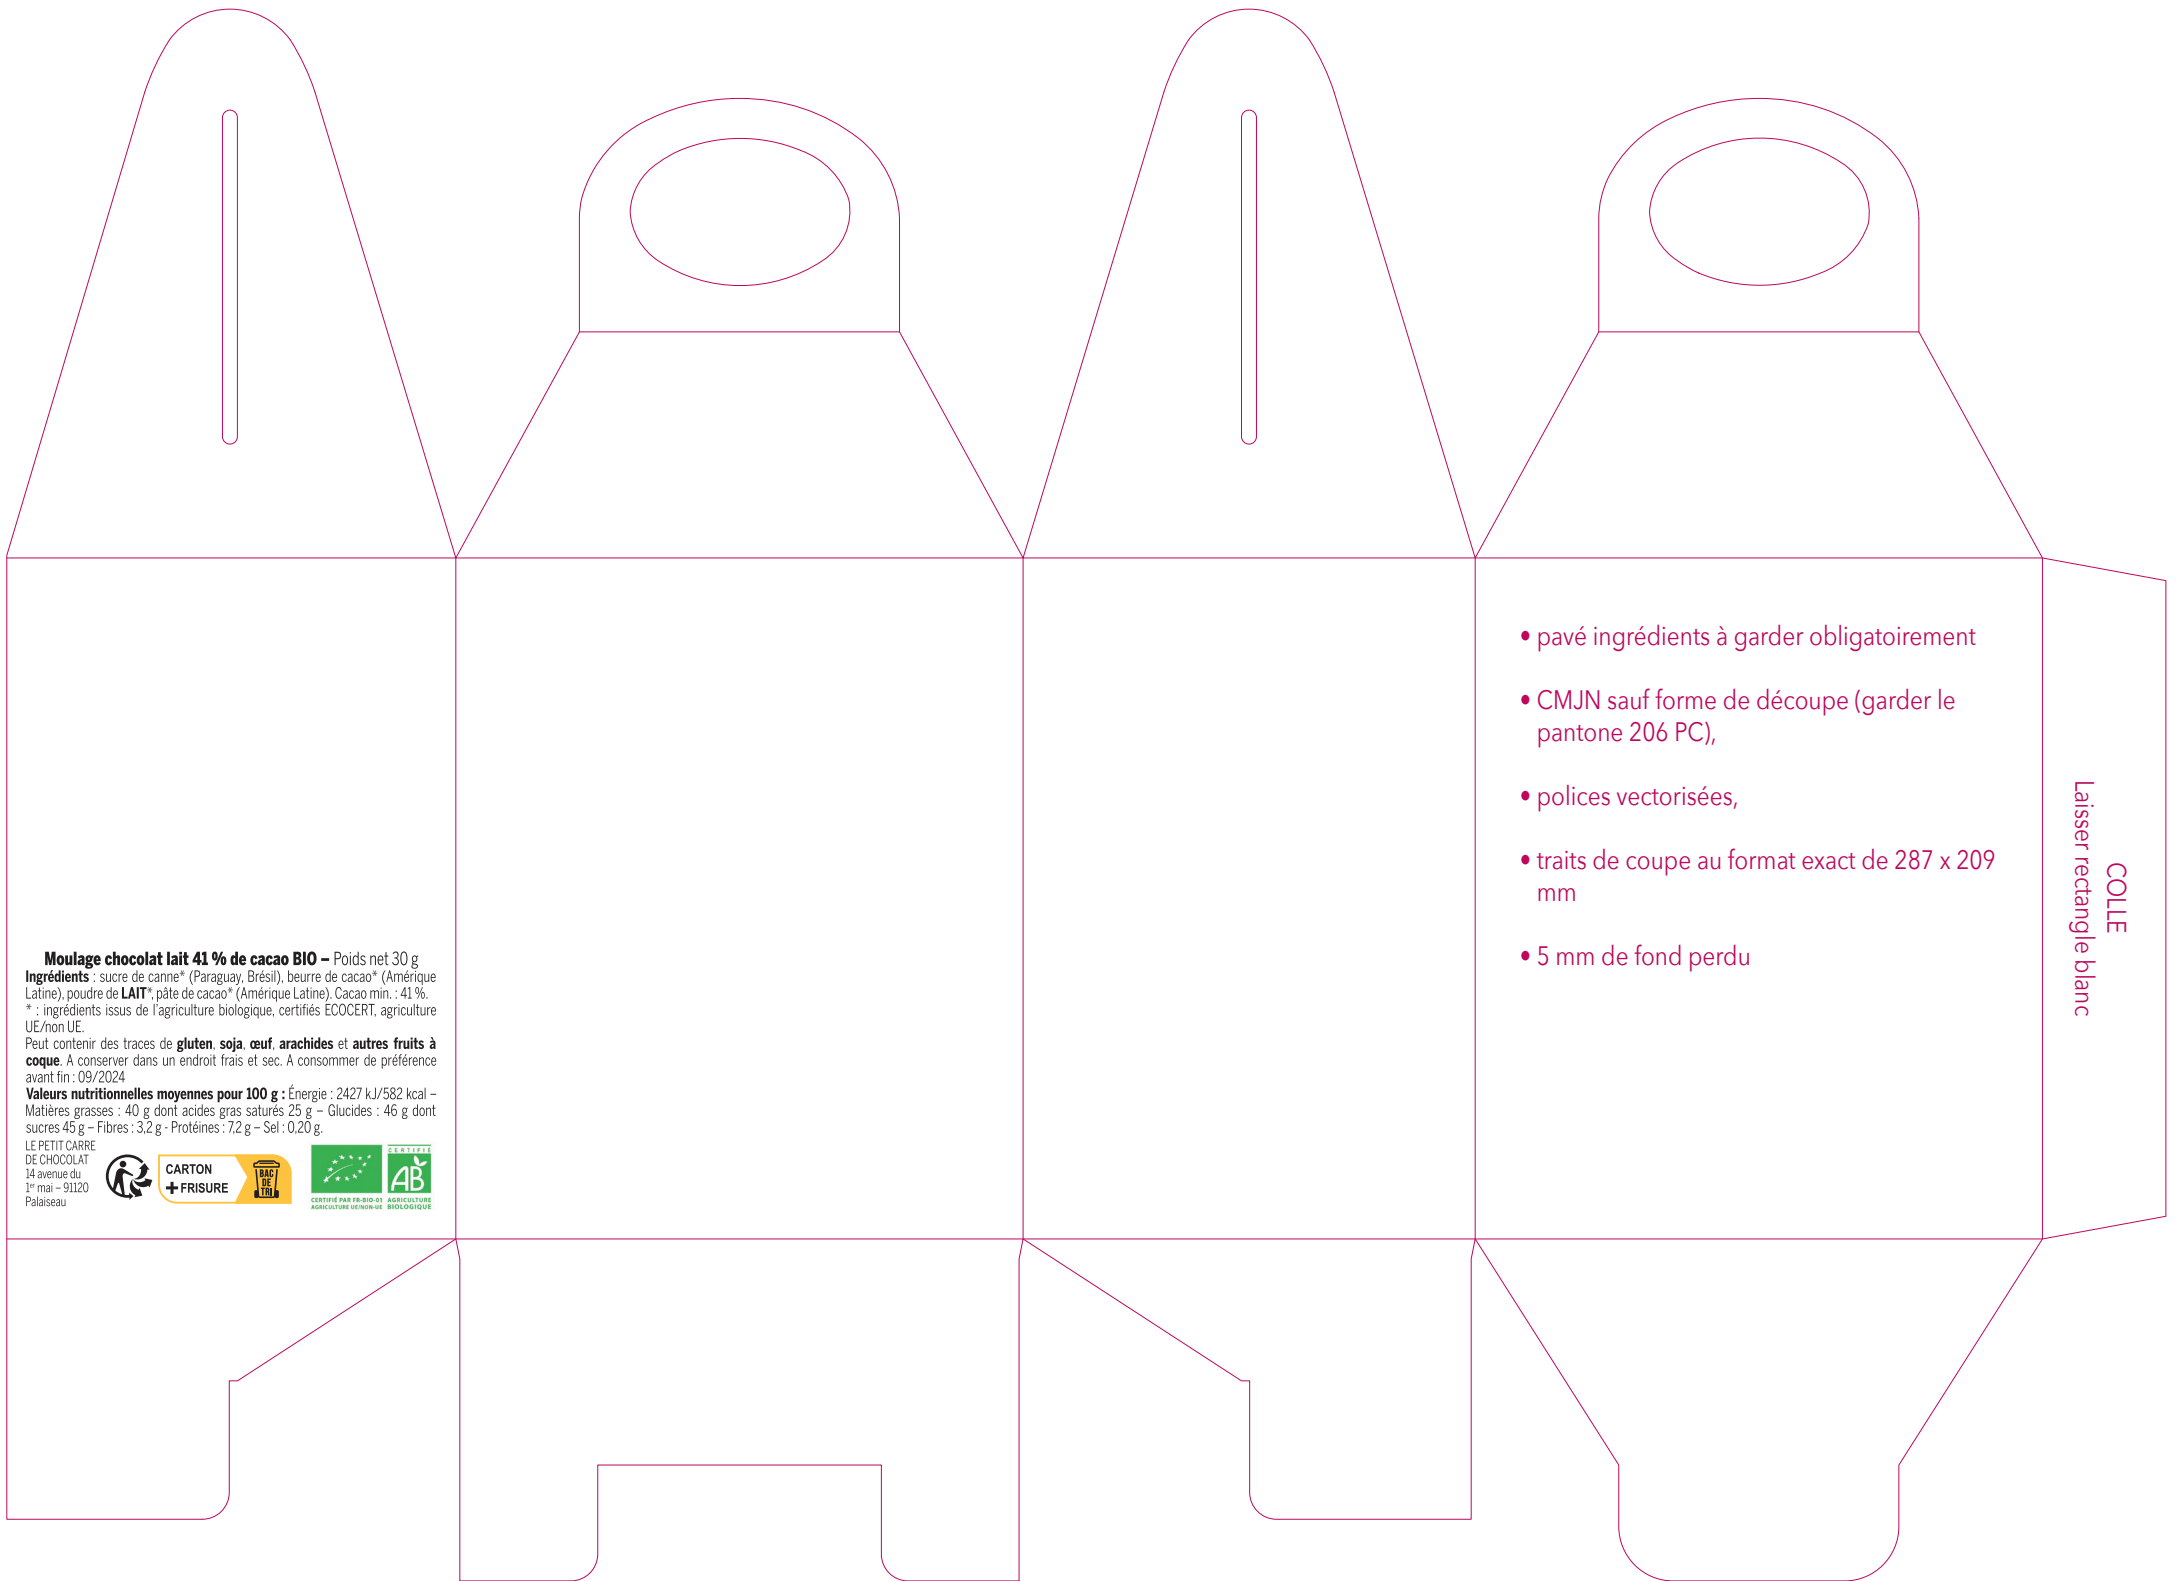 • pavé ingrédients à garder obligatoirement
• CMJN sauf forme de découpe (garder le
pantone 206 PC),
• polices vectorisées,
• traits de coupe au format exact de 287 x 209
mm
• 5 mm de fond perdu
COLLE
Laisser rectangle blanc
Moulage chocolat lait 41 % de cacao BIO – Poids net 30 g
Ingrédients : sucre de canne* (Paraguay, Brésil), beurre de cacao* (Amérique
Latine), poudre de LAIT*, pâte de cacao* (Amérique Latine). Cacao min. : 41 %.
* : ingrédients issus de l'agriculture biologique, certifiés ECOCERT, agriculture
UE/non UE.
Peut contenir des traces de gluten, soja, œuf, arachides et autres fruits à
coque. A conserver dans un endroit frais et sec. A consommer de préférence
avant fin : 09/2024
Valeurs nutritionnelles moyennes pour 100 g : Énergie : 2427 kJ/582 kcal –
Matières grasses : 40 g dont acides gras saturés 25 g – Glucides : 46 g dont
sucres 45 g – Fibres : 3,2 g - Protéines : 7,2 g – Sel : 0,20 g.
LE PETIT CARRE
DE CHOCOLAT
14 avenue du
1er mai – 91120
Palaiseau
CARTON
+ FRISURE
BAC
DE
TRI
CERTIFIÉ PAR FR-BIO-01
AGRICULTURE UE/NON-UE
CERTIFIÉ
AB
AGRICULTURE
BIOLOGIQUE